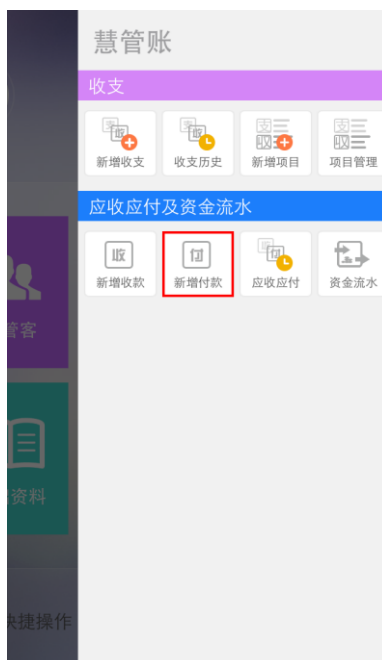 慧管账
收支
新增收支 收支历史 新增项目 项目管理
应收应付及资金流水
新增收款 新增付款 应收应付 资金流水
管客
资料
快捷操作